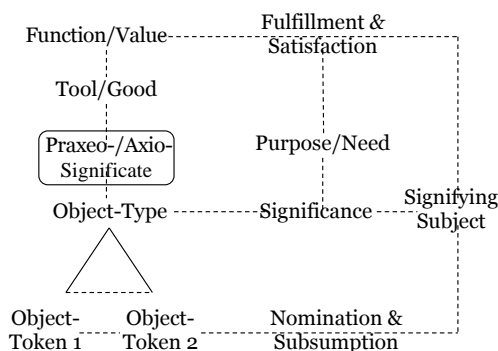 Function/Value
Fulfillment &
Satisfaction
Tool/Good
Praxeo-/Axio-
Significate
Purpose/Need
Object-Type
Significance
Signifying
Subject
Object-
Token 1
Object-
Token 2
Nomination &
Subsumption